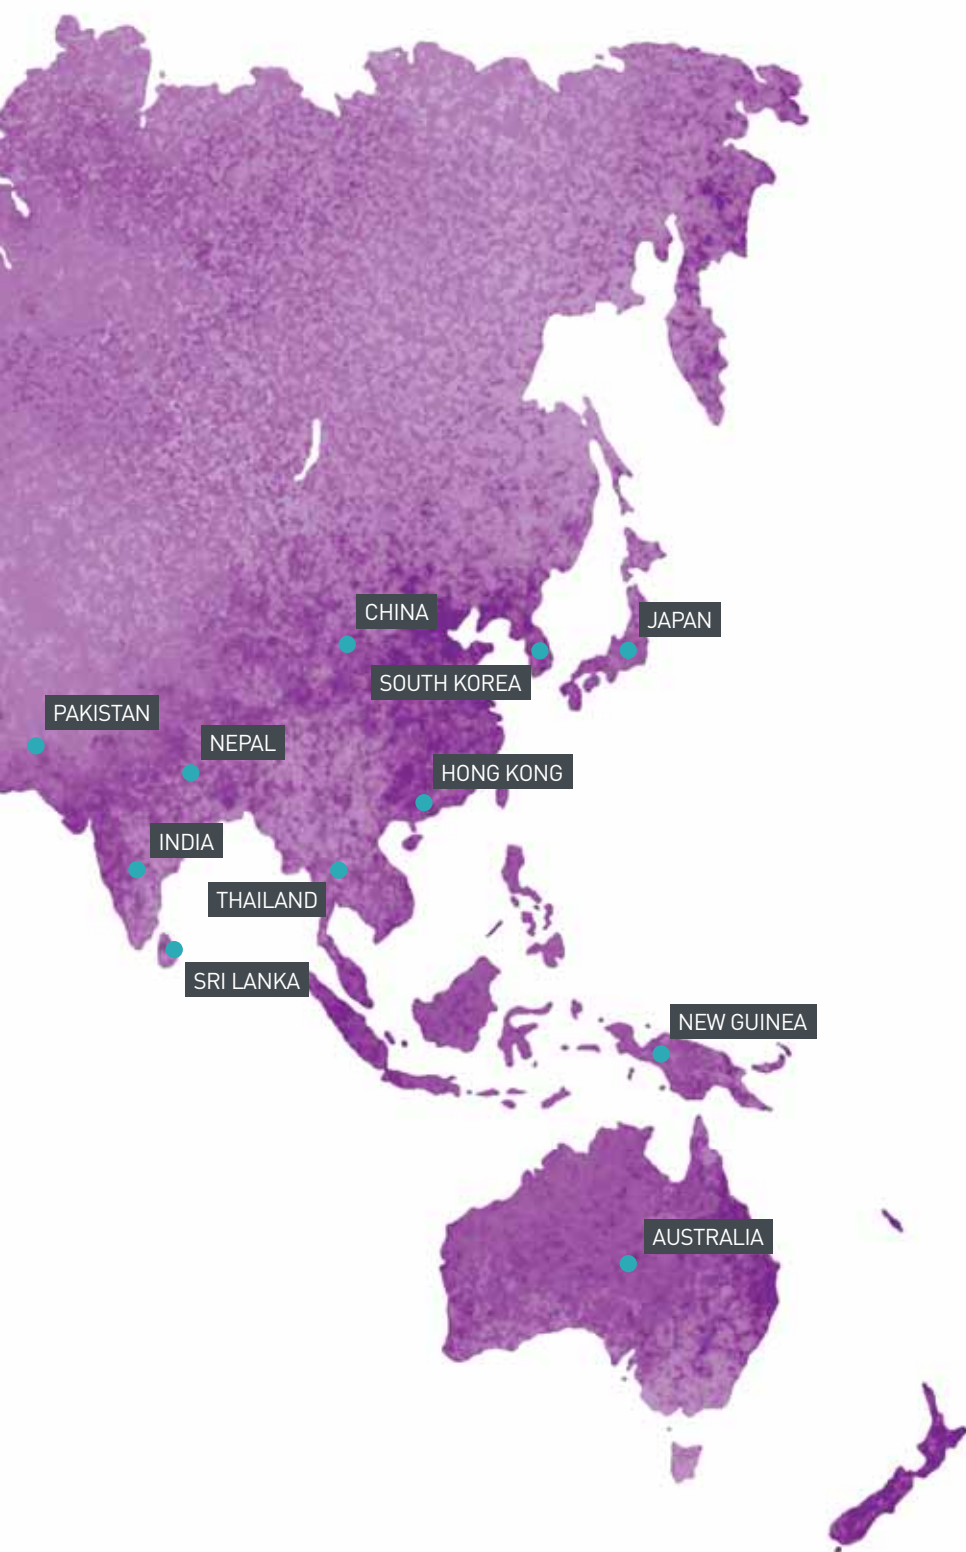 CHINA
JAPAN
SOUTH KOREA
PAKISTAN
NEPAL
HONG KONG
INDIA
THAILAND
SRI LANKA
NEW GUINEA
AUSTRALIA